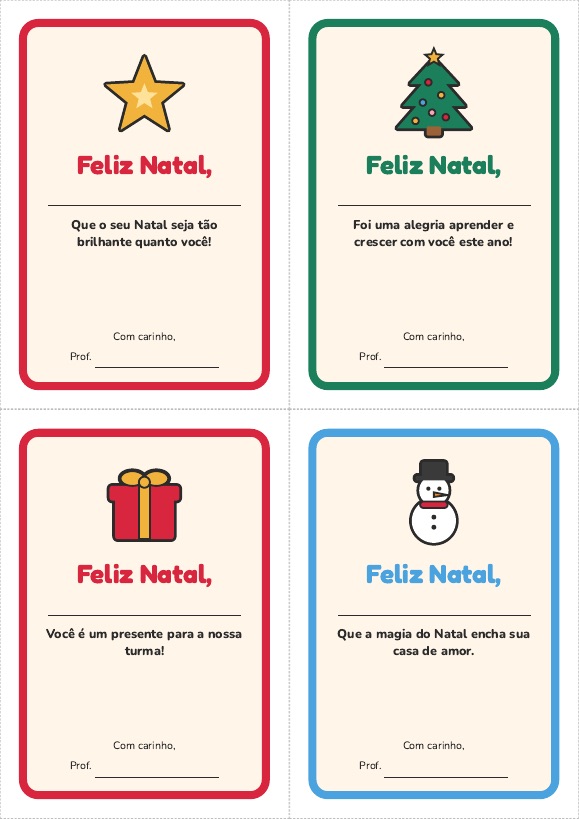 Feliz Natal,
Que o seu Natal seja tão
brilhante quanto você!
Com carinho,
Prof.
Feliz Natal,
Foi uma alegria aprender e
crescer com você este ano!
Com carinho,
Prof.
Feliz Natal,
Você é um presente para a nossa
turma!
Com carinho,
Prof.
Feliz Natal,
Que a magia do Natal encha sua
casa de amor.
Com carinho,
Prof.